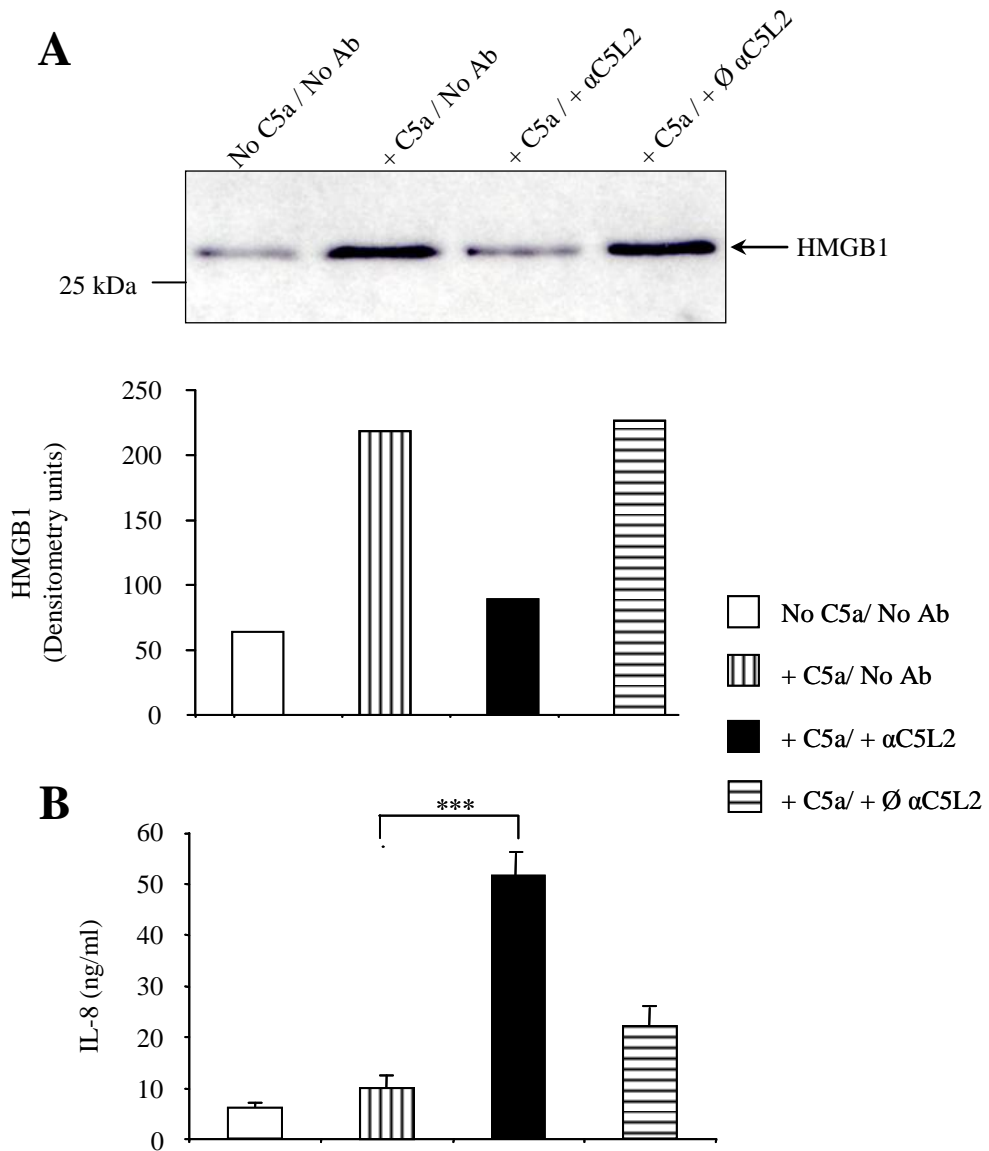 A
No C5a / No Ab
+ C5a / No Ab
+ C5a / + αC5L2
+ C5a / + Ø αC5L2
HMGB1
25 kDa
250
200
150
100
50
0
HMGB1
(Densitometry units)
No C5a/ No Ab
+ C5a/ No Ab
+ C5a/ + αC5L2
+ C5a/ + Ø αC5L2
B
***
60
50
40
30
20
10
0
IL-8 (ng/ml)